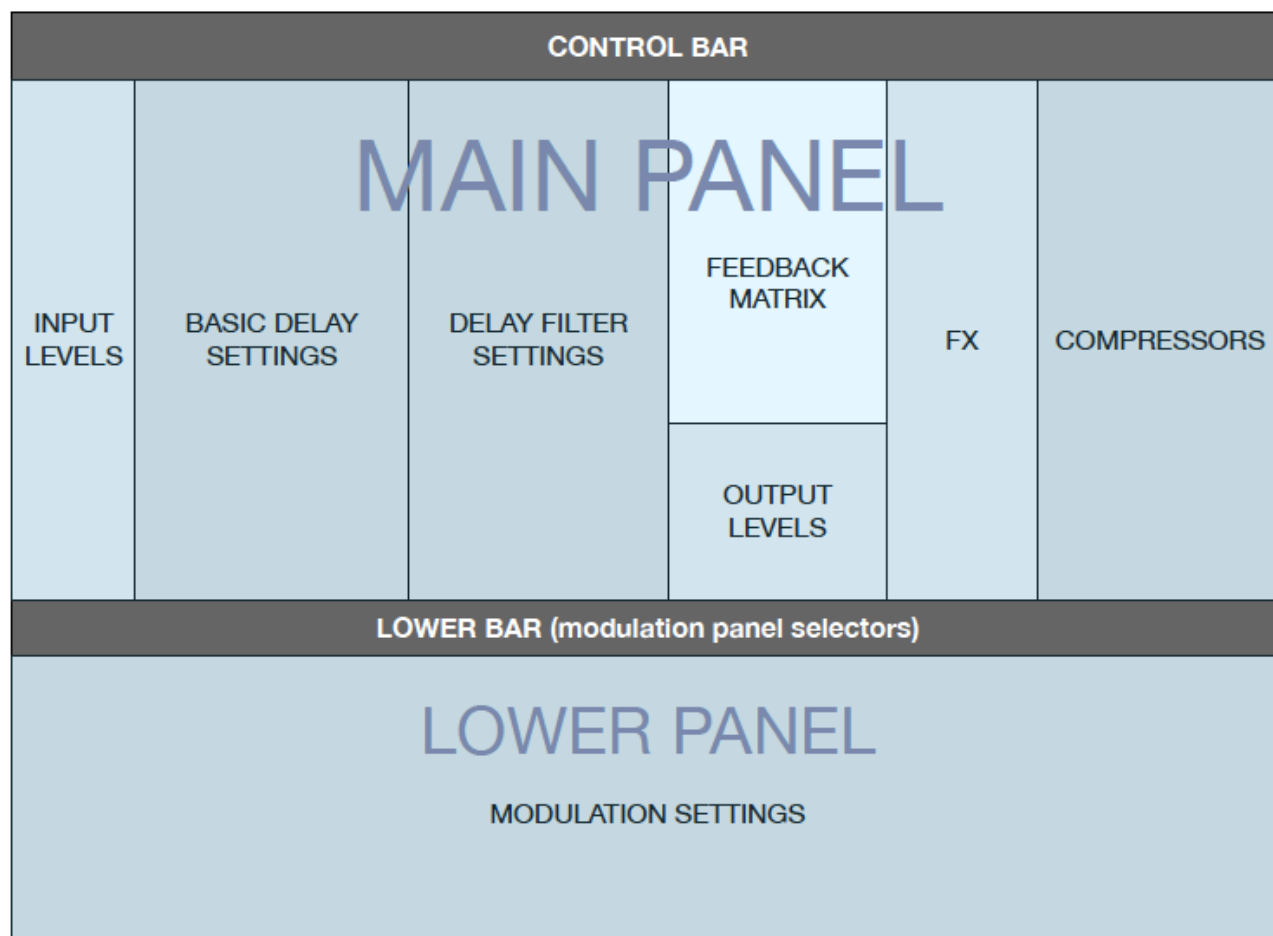 CONTROL BAR
MAIN PANEL
INPUT
LEVELS
BASIC DELAY
SETTINGS
DELAY FILTER
SETTINGS
FEEDBACK
MATRIX
OUTPUT
LEVELS
FX
COMPRESSORS
LOWER BAR (modulation panel selectors)
LOWER PANEL
MODULATION SETTINGS